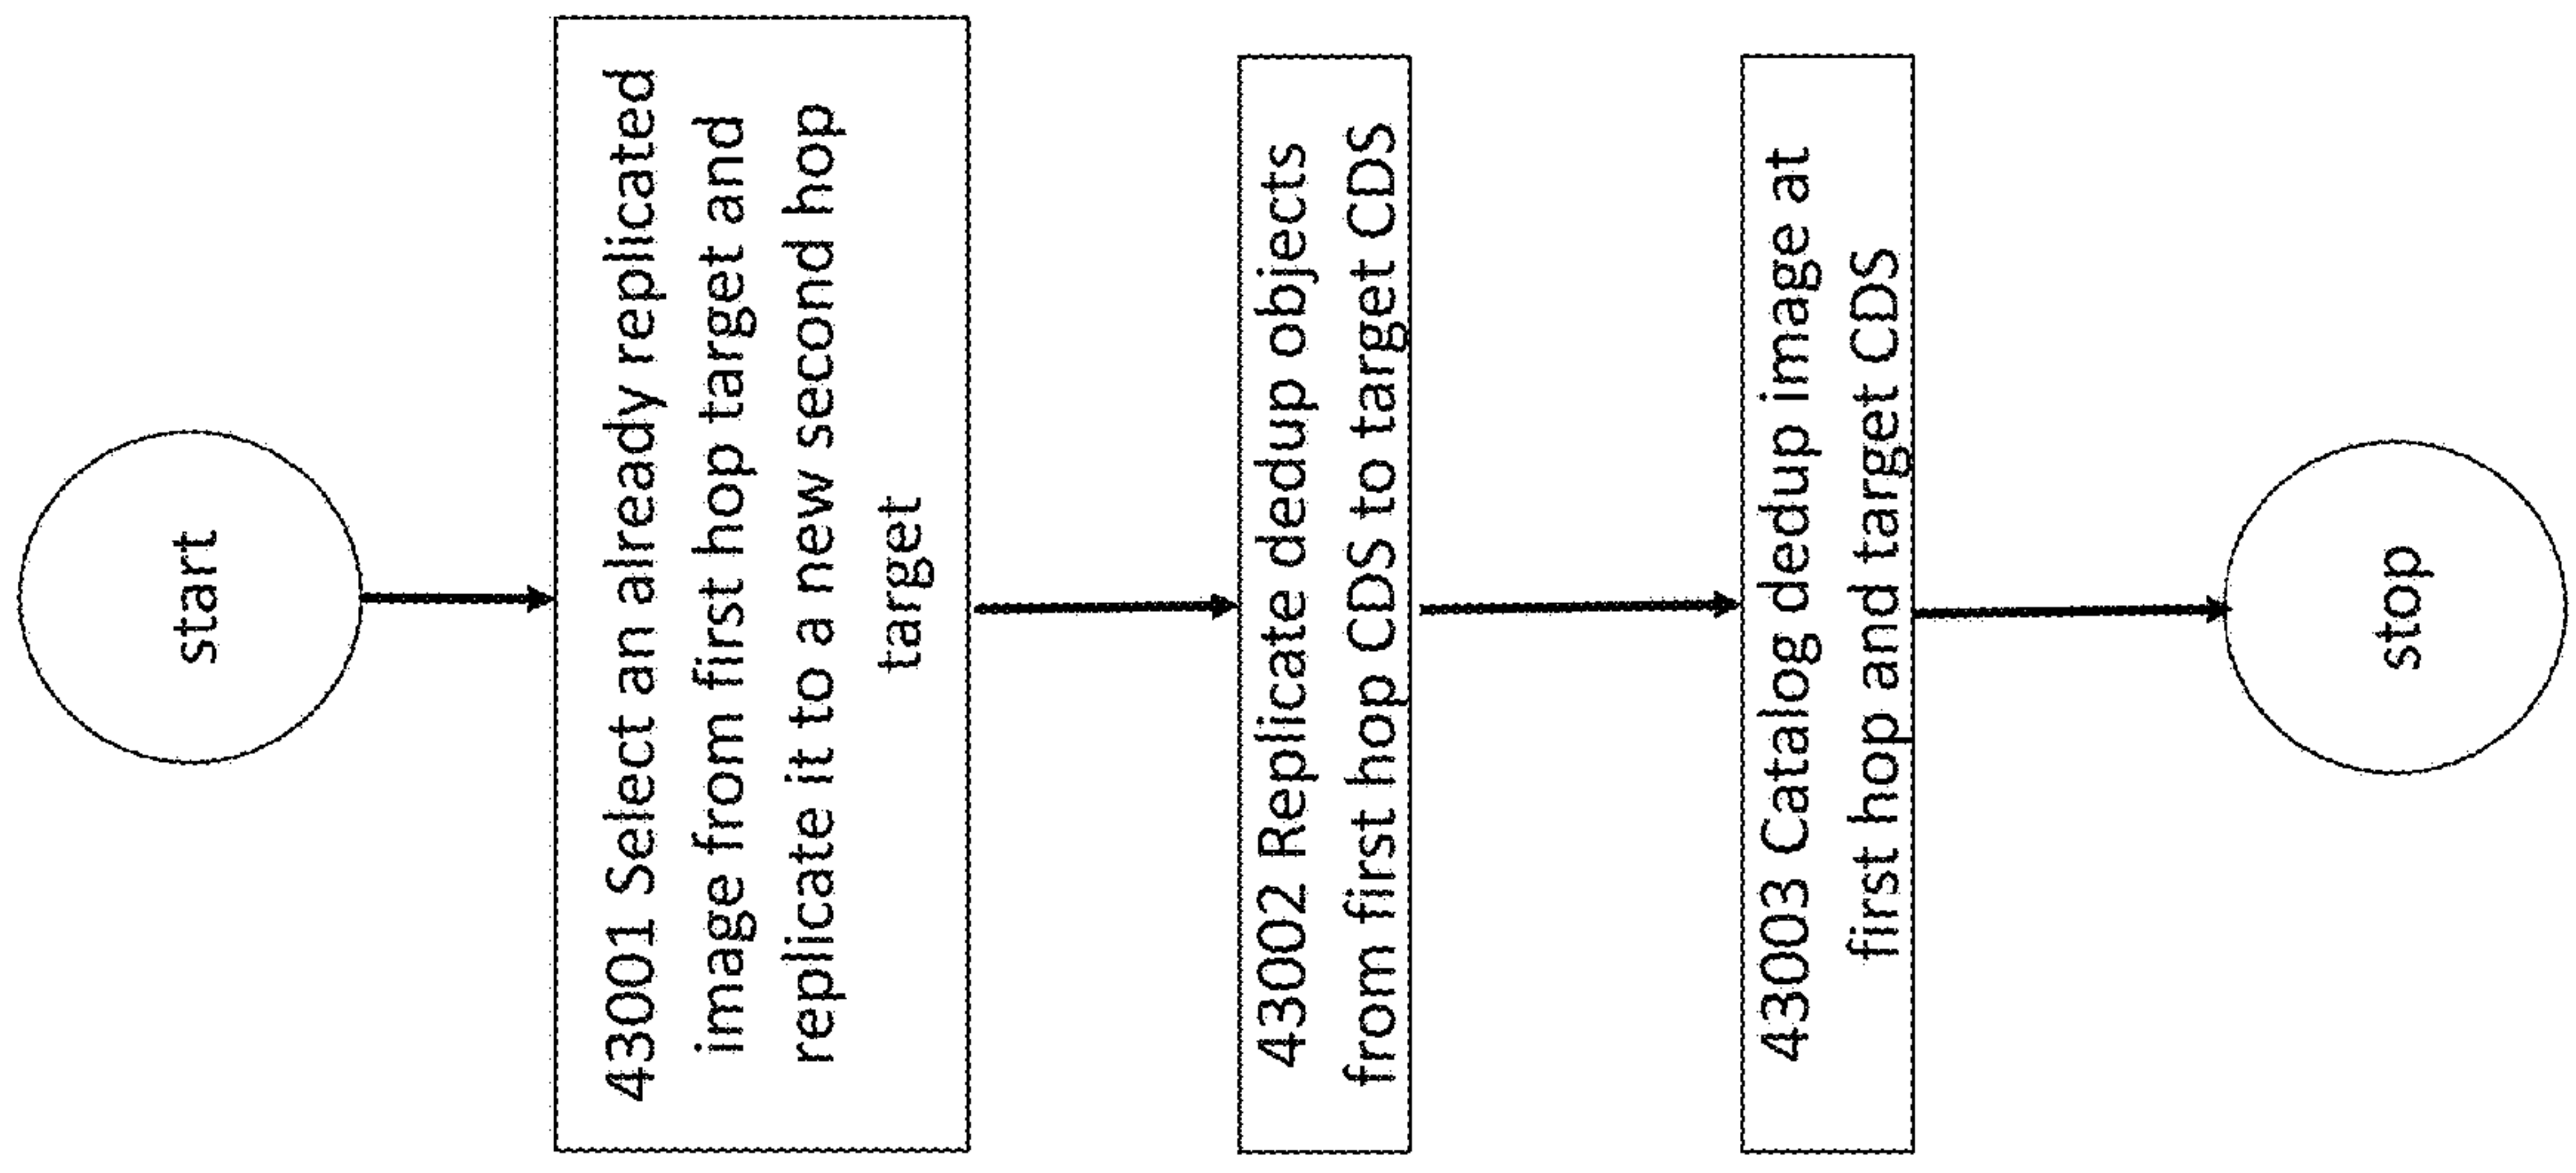 start
43001 Select an already replicated
image from first hop target and
replicate it to a new second hop
target
43002 Replicate dedup objects
from first hop CDS to target CDS
43003 Catalog dedup image at
first hop and target CDS
stop